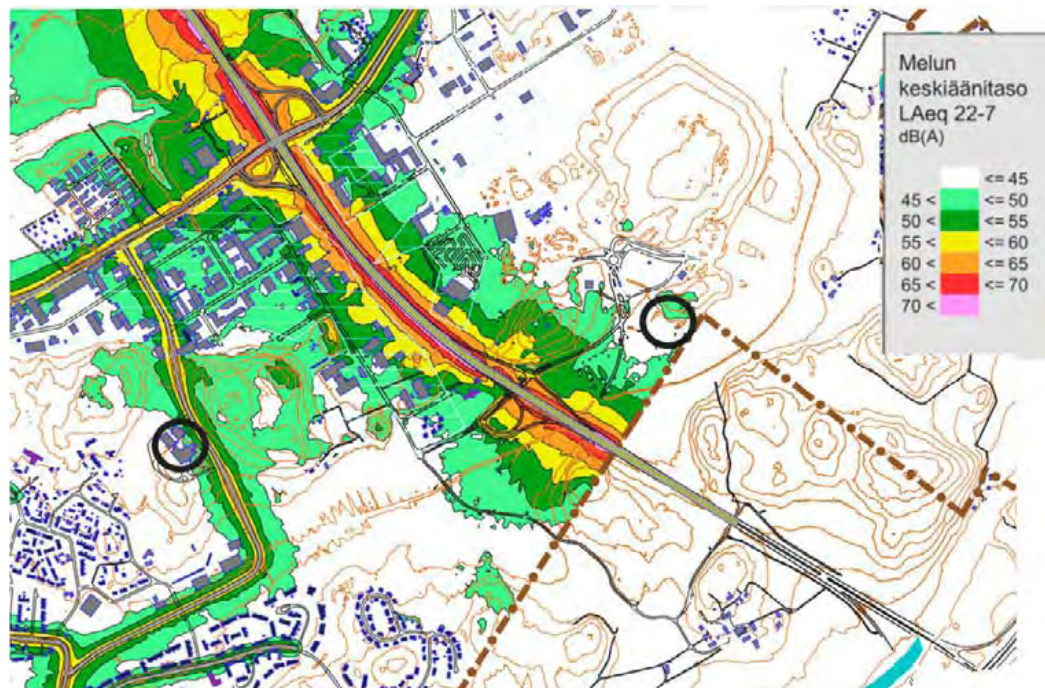 Melun
keskiäänitaso
LAeq 22-7
dB(A)
<= 45
45 < <= 50
50 < <= 55
55 < <= 60
60 < <= 65
65 < <= 70
70 <